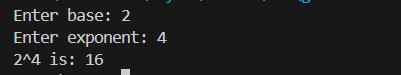 Enter base: 2
Enter exponent: 4
2^4 is: 16